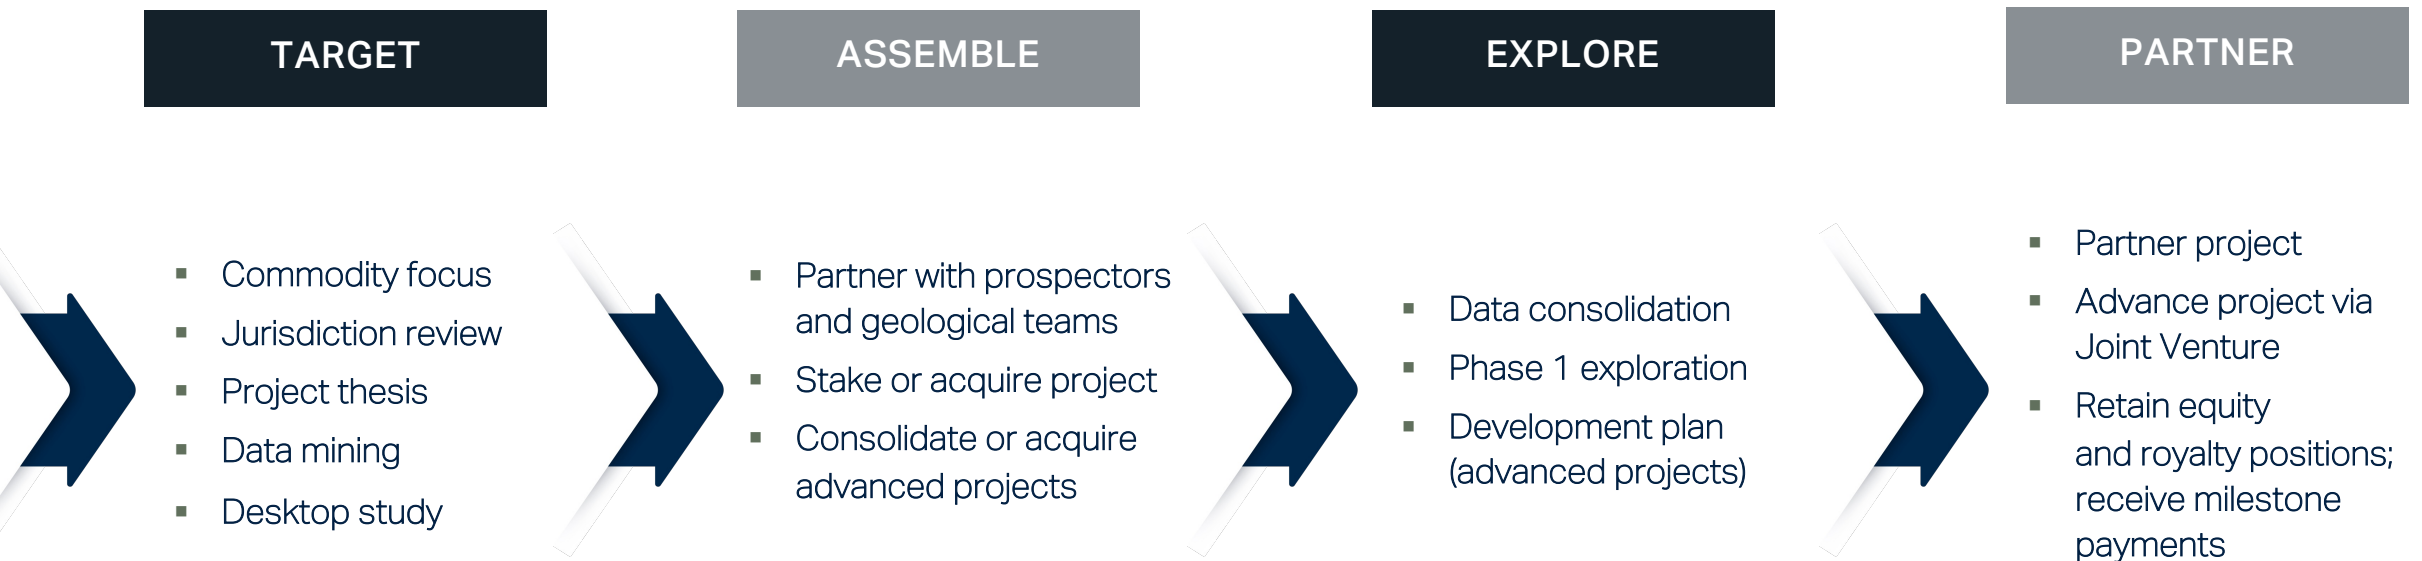 TARGET
ASSEMBLE
EXPLORE
PARTNER
▪ Commodity focus
▪ Jurisdiction review
▪ Project thesis
▪ Data mining
▪ Desktop study
▪ Partner with prospectors
and geological teams
▪ Stake or acquire project
▪ Consolidate or acquire
advanced projects
▪ Data consolidation
▪ Phase 1 exploration
▪ Development plan
(advanced projects)
▪ Partner project
▪ Advance project via
Joint Venture
▪ Retain equity
and royalty positions;
receive milestone
payments